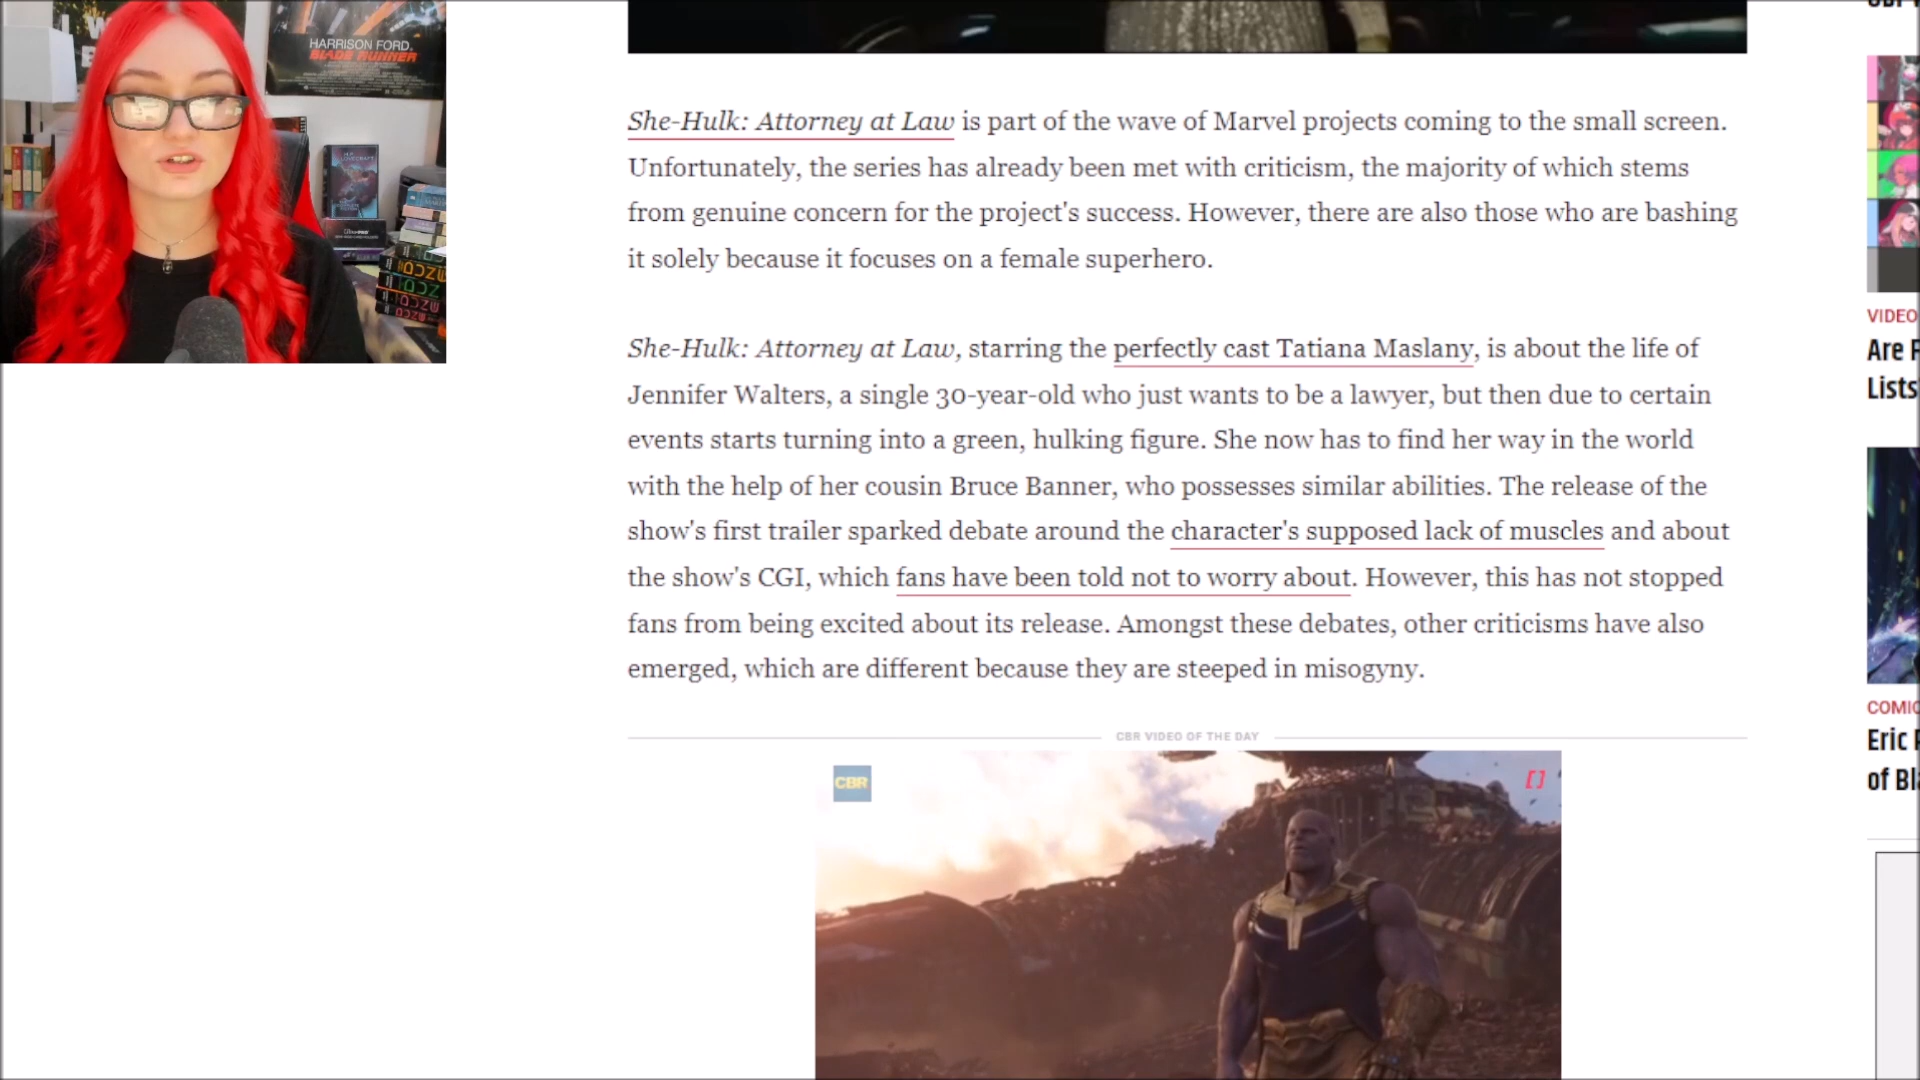 HARRISON FORD
BLADE RUNNER
She-Hulk: Attorney at Law is part of the wave of Marvel projects coming to the small screen.
Unfortunately, the series has already been met with criticism, the majority of which stems
from genuine concern for the project's success. However, there are also those who are bashing
it solely because it focuses on a female superhero.
She-Hulk: Attorney at Law, starring the perfectly cast Tatiana Maslany, is about the life of
Jennifer Walters, a single 30-year-old who just wants to be a lawyer, but then due to certain
events starts turning into a green, hulking figure. She now has to find her way in the world
with the help of her cousin Bruce Banner, who possesses similar abilities. The release of the
show's first trailer sparked debate around the character's supposed lack of muscles and about
the show's CGI, which fans have been told not to worry about. However, this has not stopped
fans from being excited about its release. Amongst these debates, other criticisms have also
emerged, which are different because they are steeped in misogyny.
CBR VIDEO OF THE DAY
CBR
[]
VIDEO
Are
Lists
COMIC
Eric
of